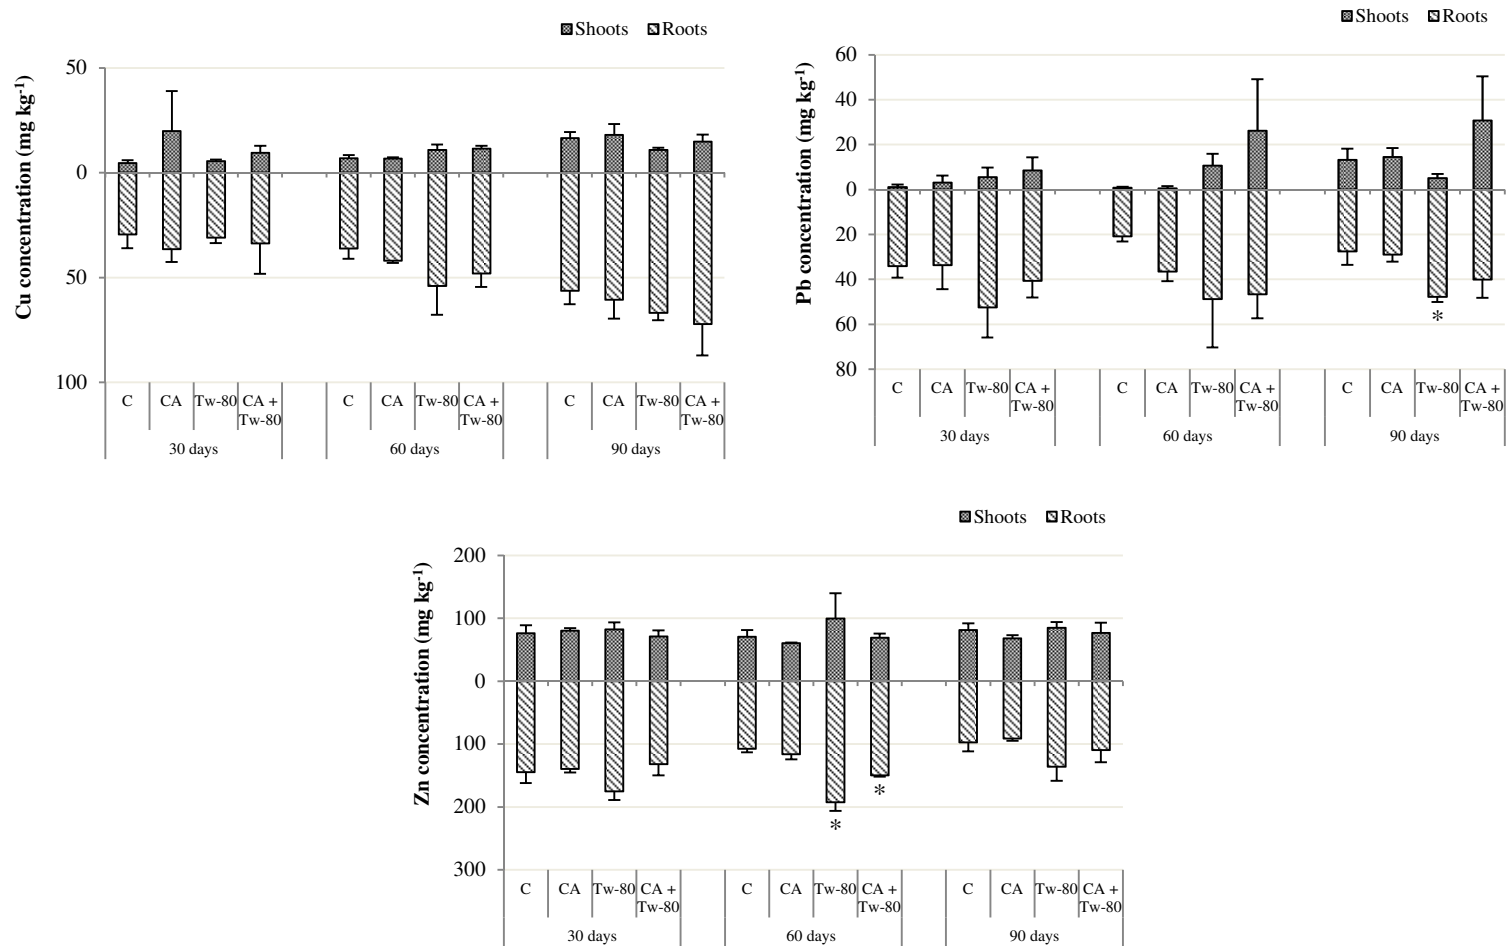 Shoots Roots
Cu concentration (mg kg-1)
50
0
50
100
C CA Tw-80 CA + Tw-80 C CA Tw-80 CA + Tw-80 C CA Tw-80 CA + Tw-80
30 days 60 days 90 days
Shoots Roots
Pb concentration (mg kg-1)
60
40
20
0
20
40
60
80
*
C CA Tw-80 CA + Tw-80 C CA Tw-80 CA + Tw-80 C CA Tw-80 CA + Tw-80
30 days 60 days 90 days
Shoots Roots
Zn concentration (mg kg-1)
200
100
0
100
200
300
* *
C CA Tw-80 CA + Tw-80 C CA Tw-80 CA + Tw-80 C CA Tw-80 CA + Tw-80
30 days 60 days 90 days